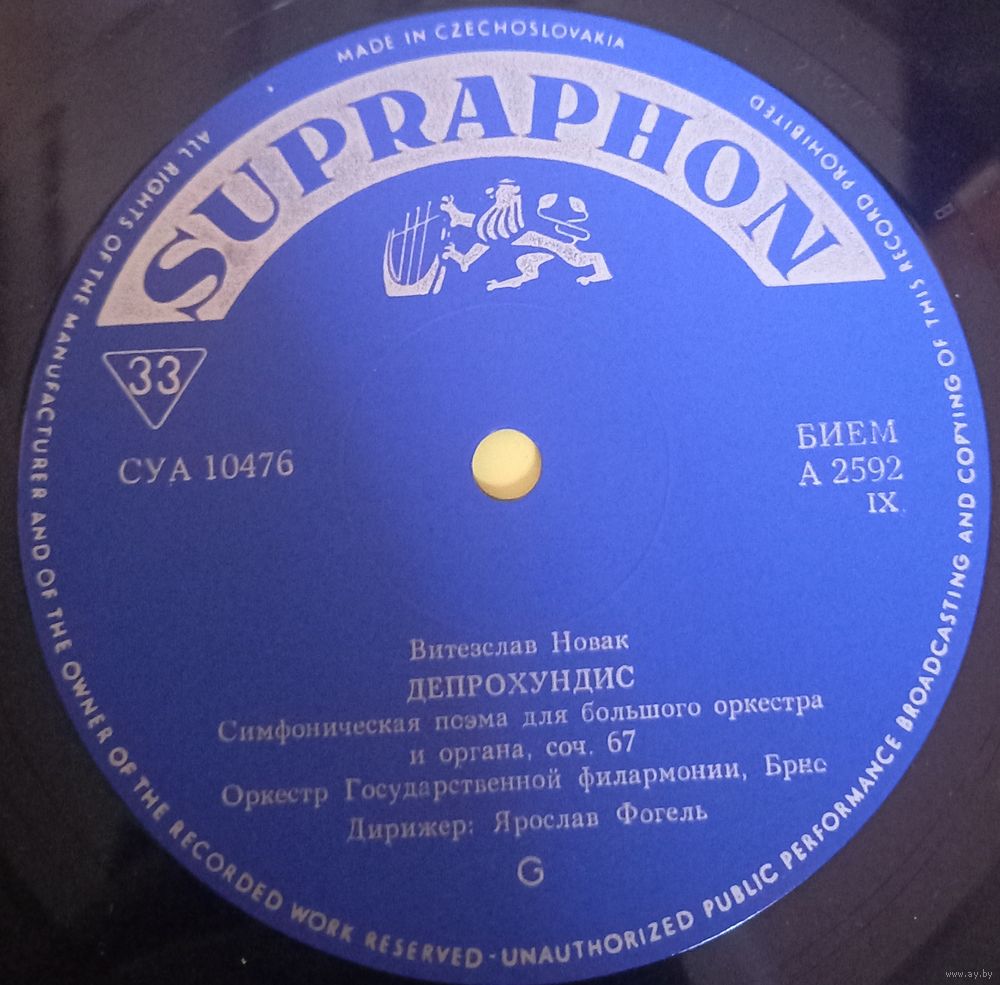 MADE IN CZECHOSLOVAKIA
SUPRAPHON
33
СУА 10476
БИЕМ
А 2592
IX
Витезслав Новак
ДЕПРОХУНДИС
Симфоническая поэма для большого оркестра
и органа, соч. 67
Оркестр Государственной филармонии, Брно
Дирижер: Ярослав Фогель
G
ALL RIGHTS OF THE MANUFACTURER AND OF THE OWNER OF THE RECORDED WORK RESERVED - UNAUTHORIZED PUBLIC PERFORMANCE BROADCASTING AND COPYING OF THIS RECORD PROHIBITED
www.ay.by